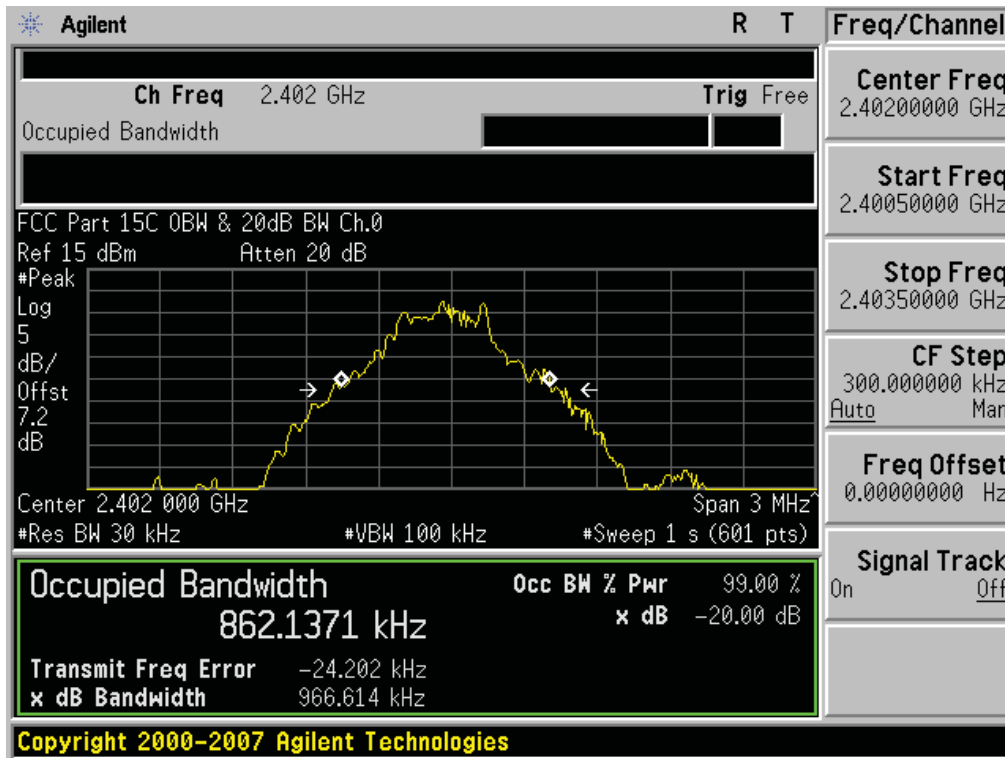 Agilent R T Freq/Channel
Ch Freq 2.402 GHz Trig Free
Occupied Bandwidth
Center Freq
2.40200000 GHz
Start Freq
2.40050000 GHz
Stop Freq
2.40350000 GHz
CF Step
300.000000 kHz
Auto Man
Freq Offset
0.00000000 Hz
Signal Track
On Off
FCC Part 15C OBW & 20dB BW Ch.0
Ref 15 dBm Atten 20 dB
#Peak
Log
5
dB/
Offst
7.2
dB
Center 2.402 000 GHz Span 3 MHz^
#Res BW 30 kHz #VBW 100 kHz #Sweep 1 s (601 pts)
Occupied Bandwidth Occ BW % Pwr 99.00 %
862.1371 kHz x dB -20.00 dB
Transmit Freq Error -24.202 kHz
x dB Bandwidth 966.614 kHz
Copyright 2000-2007 Agilent Technologies